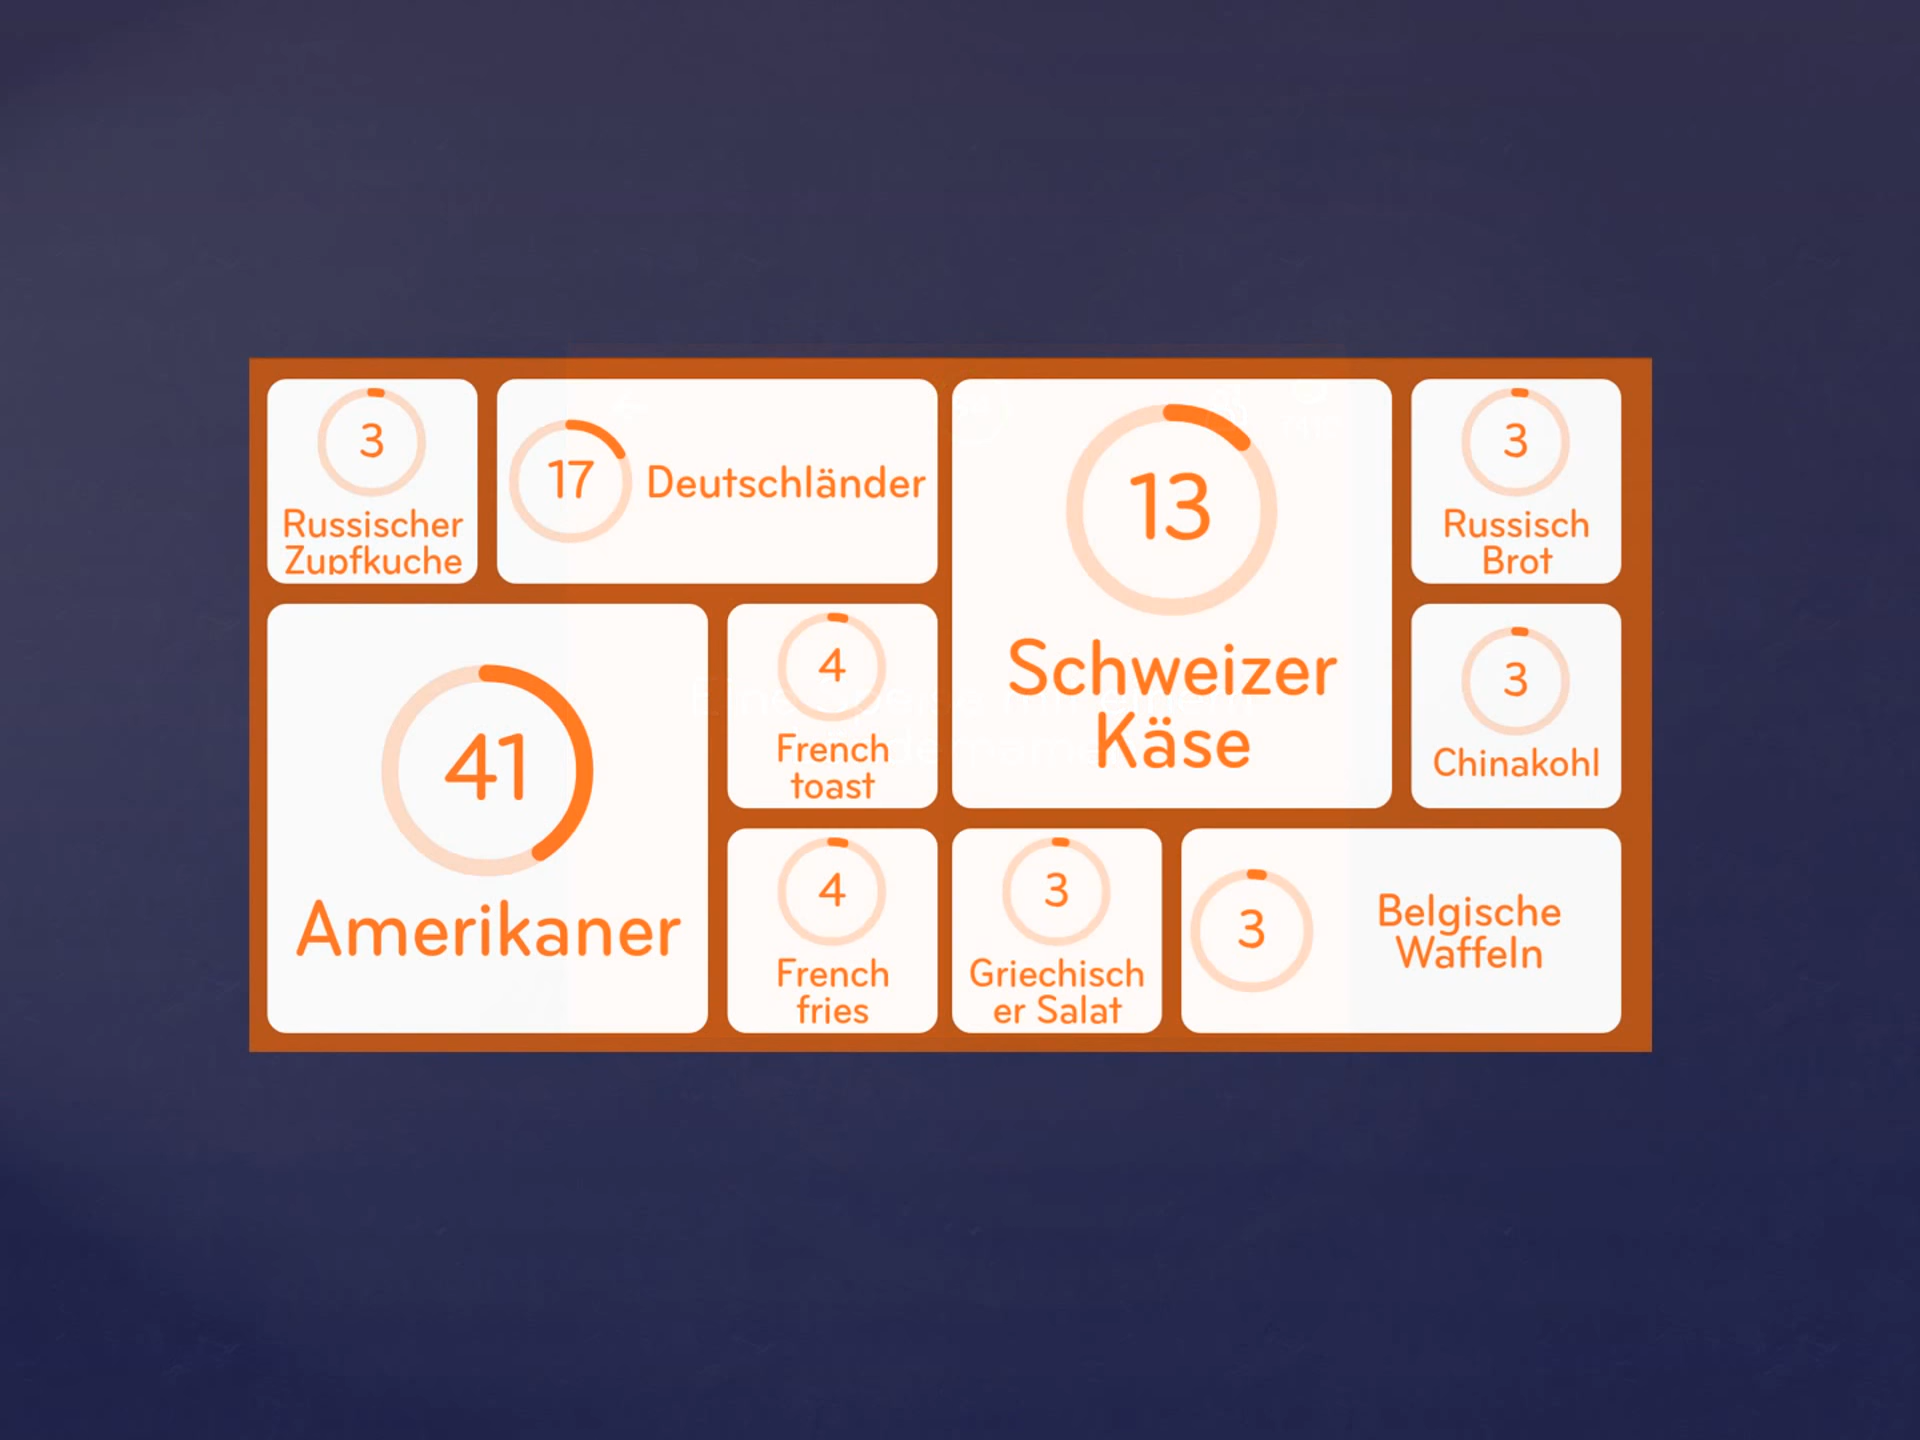 3
Russischer
Zupfkuche
17
Deutschländer
13
Schweizer
Käse
3
Russisch
Brot
41
Amerikaner
4
French
toast
3
Chinakohl
4
French
fries
3
Griechisch
er Salat
3
Belgische
Waffeln